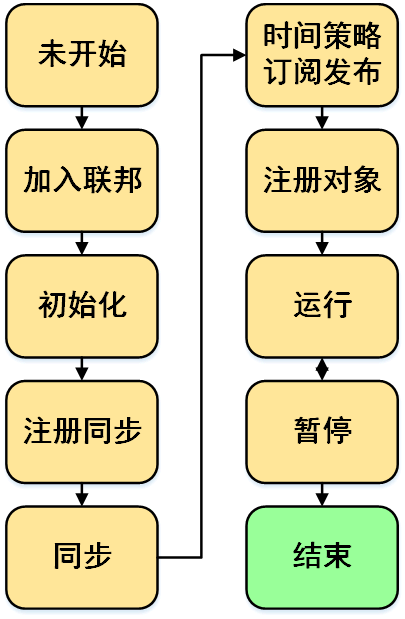 未开始
加入联邦
初始化
注册同步
同步
时间策略
订阅发布
注册对象
运行
暂停
结束